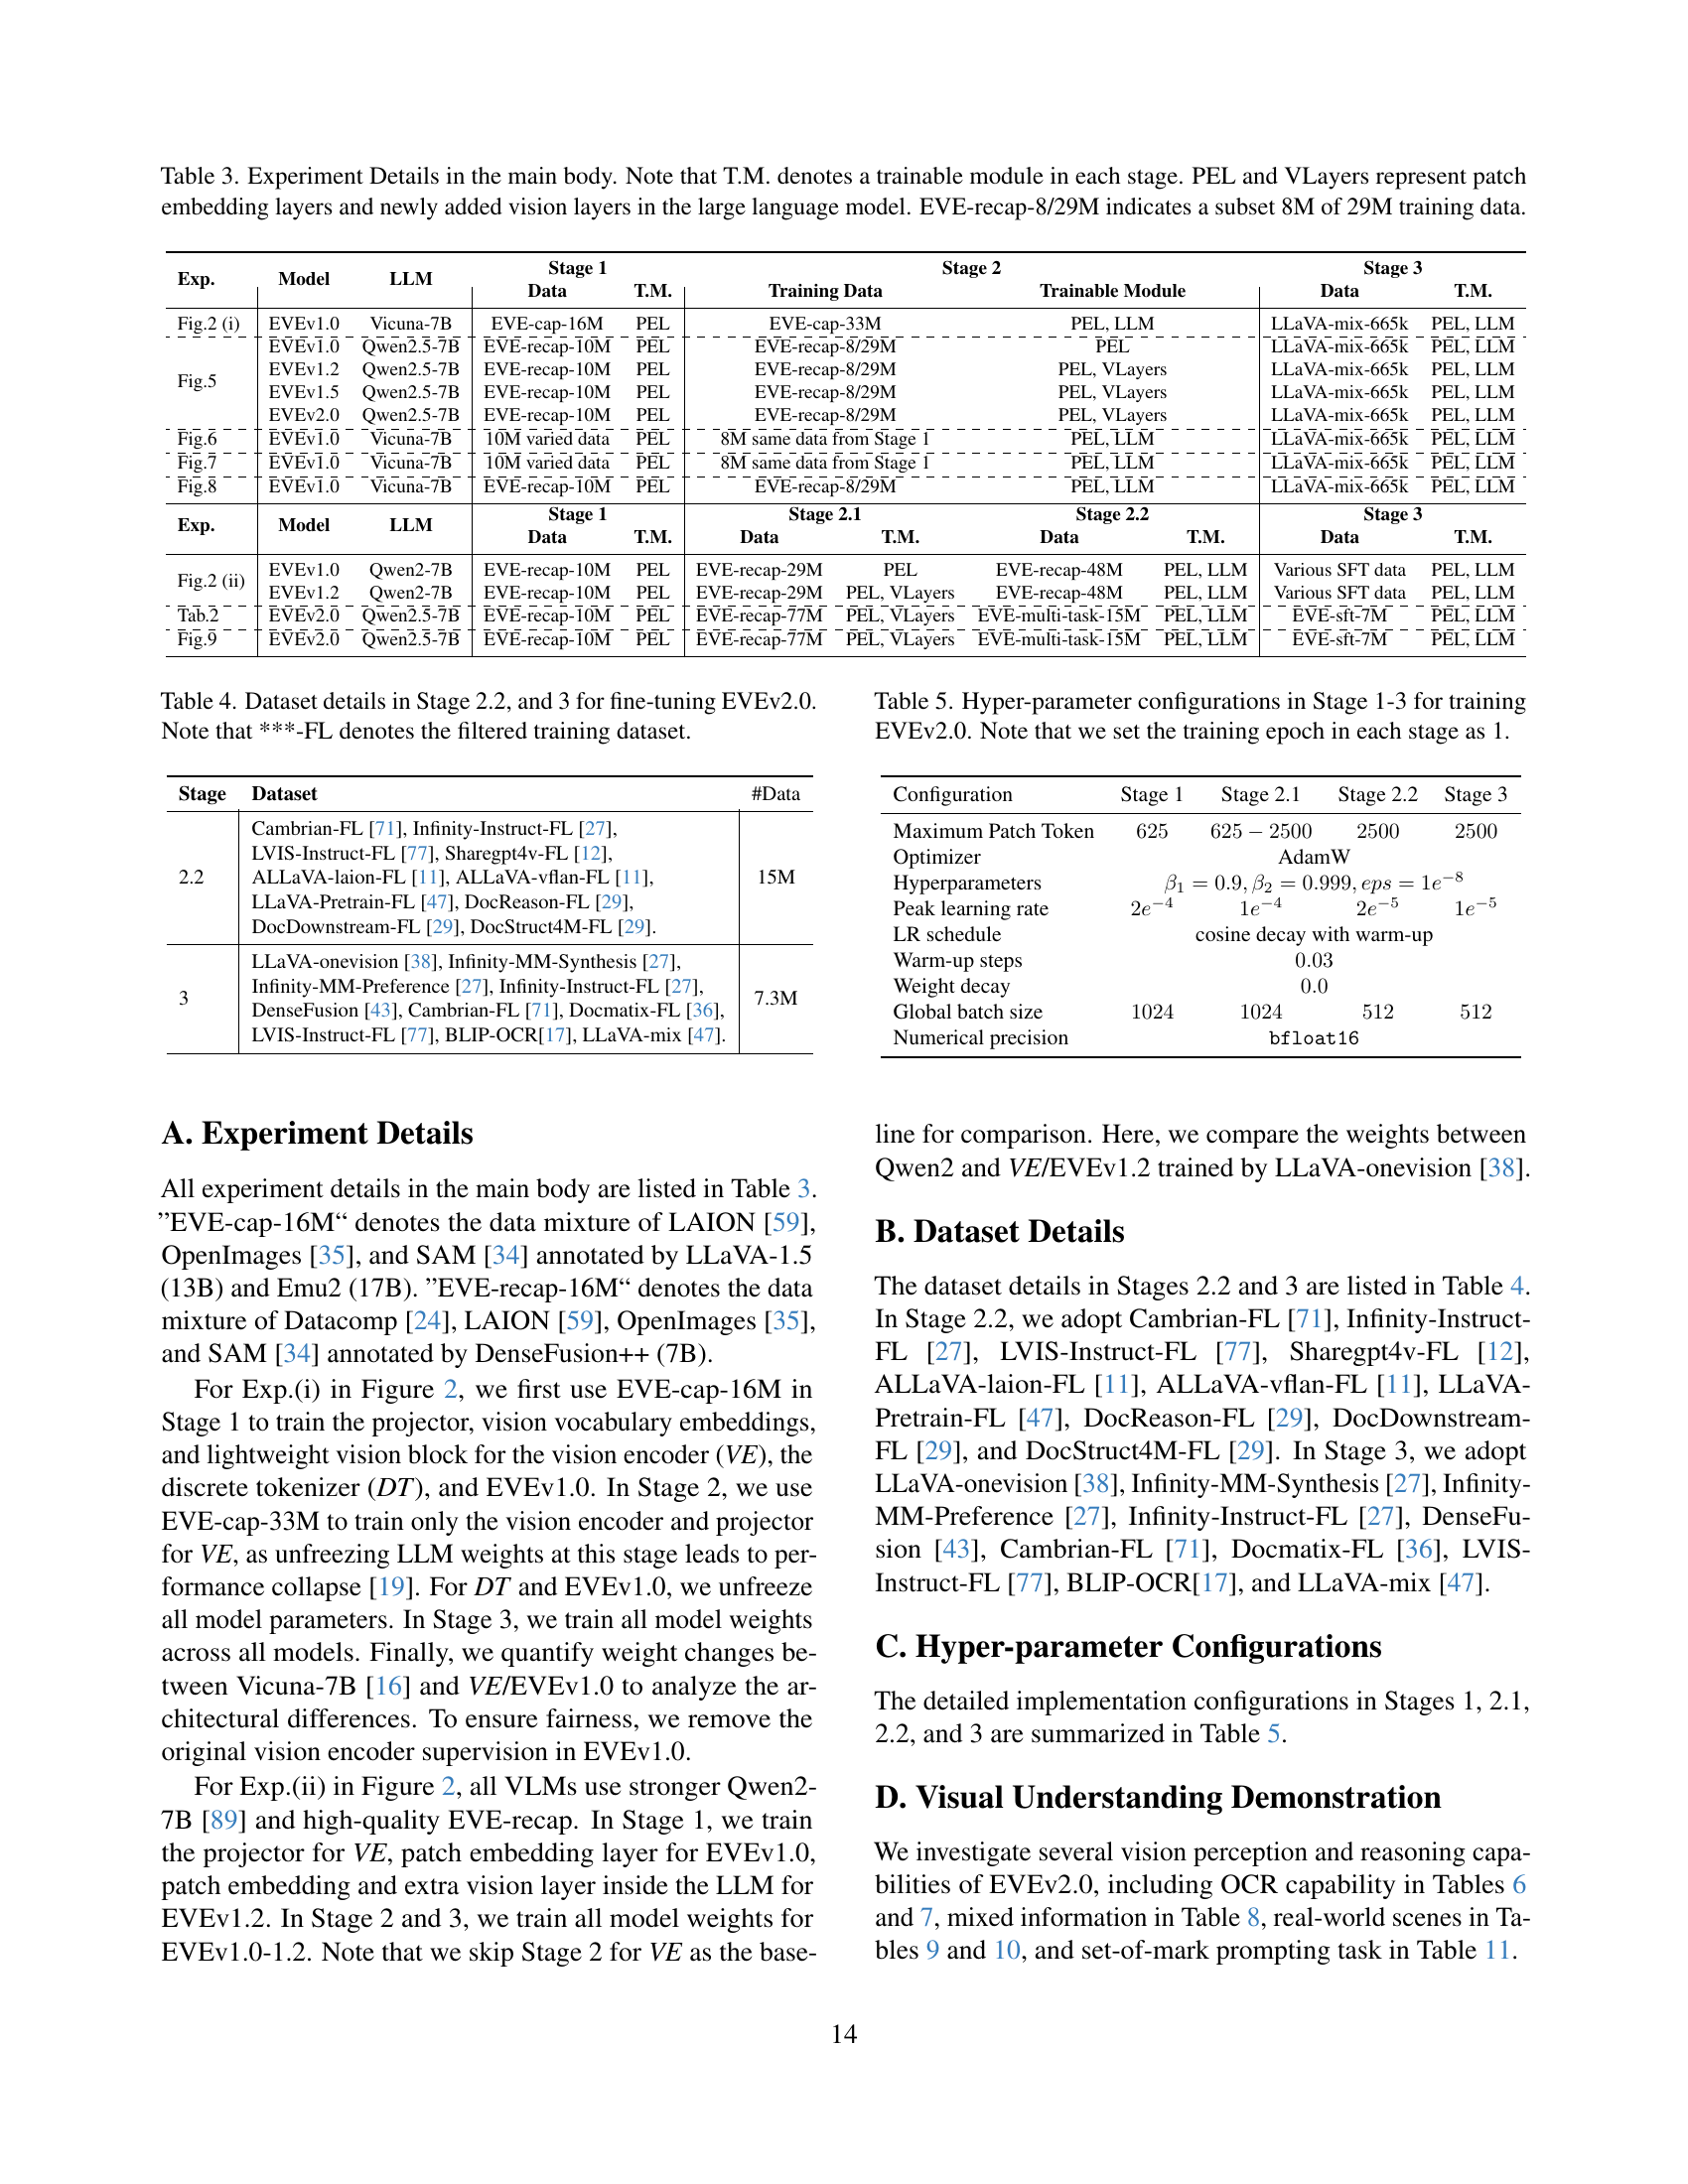 Table 3. Experiment Details in the main body. Note that T.M. denotes a trainable module in each stage. PEL and VLayers represent patch
embedding layers and newly added vision layers in the large language model. EVE-recap-8/29M indicates a subset 8M of 29M training data.
Exp. Model LLM Stage 1 Stage 2 Stage 3
Data T.M. Training Data Trainable Module Data T.M.
Fig.2 (i) EVEv1.0 Vicuna-7B EVE-cap-16M PEL EVE-cap-33M PEL, LLM LLaVA-mix-665k PEL, LLM
Fig.5 EVEv1.0 Qwen2.5-7B EVE-recap-10M PEL EVE-recap-8/29M PEL LLaVA-mix-665k PEL, LLM
EVEv1.2 Qwen2.5-7B EVE-recap-10M PEL EVE-recap-8/29M PEL, VLayers LLaVA-mix-665k PEL, LLM
EVEv1.5 Qwen2.5-7B EVE-recap-10M PEL EVE-recap-8/29M PEL, VLayers LLaVA-mix-665k PEL, LLM
EVEv2.0 Qwen2.5-7B EVE-recap-10M PEL EVE-recap-8/29M PEL, VLayers LLaVA-mix-665k PEL, LLM
Fig.6 EVEv1.0 Vicuna-7B 10M varied data PEL 8M same data from Stage 1 PEL, LLM LLaVA-mix-665k PEL, LLM
Fig.7 EVEv1.0 Vicuna-7B 10M varied data PEL 8M same data from Stage 1 PEL, LLM LLaVA-mix-665k PEL, LLM
Fig.8 EVEv1.0 Vicuna-7B EVE-recap-10M PEL EVE-recap-8/29M PEL, LLM LLaVA-mix-665k PEL, LLM
Exp. Model LLM Stage 1 Stage 2.1 Stage 2.2 Stage 3
Data T.M. Data T.M. Data T.M. Data T.M.
Fig.2 (ii) EVEv1.0 Qwen2-7B EVE-recap-10M PEL EVE-recap-29M PEL EVE-recap-48M PEL, LLM Various SFT data PEL, LLM
EVEv1.2 Qwen2-7B EVE-recap-10M PEL EVE-recap-29M PEL, VLayers EVE-recap-48M PEL, LLM Various SFT data PEL, LLM
Tab.2 EVEv2.0 Qwen2.5-7B EVE-recap-10M PEL EVE-recap-77M PEL, VLayers EVE-multi-task-15M PEL, LLM EVE-sft-7M PEL, LLM
Fig.9 EVEv2.0 Qwen2.5-7B EVE-recap-10M PEL EVE-recap-77M PEL, VLayers EVE-multi-task-15M PEL, LLM EVE-sft-7M PEL, LLM
Table 4. Dataset details in Stage 2.2, and 3 for fine-tuning EVEv2.0.
Note that ***-FL denotes the filtered training dataset.
Stage Dataset #Data
2.2 Cambrian-FL [71], Infinity-Instruct-FL [27],
LVIS-Instruct-FL [77], Sharegpt4v-FL [12],
ALLaVA-laion-FL [11], ALLaVA-vflan-FL [11], 15M
LLaVA-Pretrain-FL [47], DocReason-FL [29],
DocDownstream-FL [29], DocStruct4M-FL [29].
3 LLaVA-onevision [38], Infinity-MM-Synthesis [27],
Infinity-MM-Preference [27], Infinity-Instruct-FL [27], 7.3M
DenseFusion [43], Cambrian-FL [71], Docmatix-FL [36],
LVIS-Instruct-FL [77], BLIP-OCR[17], LLaVA-mix [47].
Table 5. Hyper-parameter configurations in Stage 1-3 for training
EVEv2.0. Note that we set the training epoch in each stage as 1.
Configuration Stage 1 Stage 2.1 Stage 2.2 Stage 3
Maximum Patch Token 625 625 − 2500 2500 2500
Optimizer AdamW
Hyperparameters β₁ = 0.9, β₂ = 0.999, eps = 1e⁻⁸
Peak learning rate 2e⁻⁴ 1e⁻⁴ 2e⁻⁵ 1e⁻⁵
LR schedule cosine decay with warm-up
Warm-up steps 0.03
Weight decay 0.0
Global batch size 1024 1024 512 512
Numerical precision bfloat16
A. Experiment Details
All experiment details in the main body are listed in Table 3.
”EVE-cap-16M“ denotes the data mixture of LAION [59],
OpenImages [35], and SAM [34] annotated by LLaVA-1.5
(13B) and Emu2 (17B). ”EVE-recap-16M“ denotes the data
mixture of Datacomp [24], LAION [59], OpenImages [35],
and SAM [34] annotated by DenseFusion++ (7B).
For Exp.(i) in Figure 2, we first use EVE-cap-16M in
Stage 1 to train the projector, vision vocabulary embeddings,
and lightweight vision block for the vision encoder (VE), the
discrete tokenizer (DT), and EVEv1.0. In Stage 2, we use
EVE-cap-33M to train only the vision encoder and projector
for VE, as unfreezing LLM weights at this stage leads to per-
formance collapse [19]. For DT and EVEv1.0, we unfreeze
all model parameters. In Stage 3, we train all model weights
across all models. Finally, we quantify weight changes be-
tween Vicuna-7B [16] and VE/EVEv1.0 to analyze the ar-
chitectural differences. To ensure fairness, we remove the
original vision encoder supervision in EVEv1.0.
For Exp.(ii) in Figure 2, all VLMs use stronger Qwen2-
7B [89] and high-quality EVE-recap. In Stage 1, we train
the projector for VE, patch embedding layer for EVEv1.0,
patch embedding and extra vision layer inside the LLM for
EVEv1.2. In Stage 2 and 3, we train all model weights for
EVEv1.0-1.2. Note that we skip Stage 2 for VE as the base-
line for comparison. Here, we compare the weights between
Qwen2 and VE/EVEv1.2 trained by LLaVA-onevision [38].
B. Dataset Details
The dataset details in Stages 2.2 and 3 are listed in Table 4.
In Stage 2.2, we adopt Cambrian-FL [71], Infinity-Instruct-
FL [27], LVIS-Instruct-FL [77], Sharegpt4v-FL [12],
ALLaVA-laion-FL [11], ALLaVA-vflan-FL [11], LLaVA-
Pretrain-FL [47], DocReason-FL [29], DocDownstream-
FL [29], and DocStruct4M-FL [29]. In Stage 3, we adopt
LLaVA-onevision [38], Infinity-MM-Synthesis [27], Infinity-
MM-Preference [27], Infinity-Instruct-FL [27], DenseFu-
sion [43], Cambrian-FL [71], Docmatix-FL [36], LVIS-
Instruct-FL [77], BLIP-OCR[17], and LLaVA-mix [47].
C. Hyper-parameter Configurations
The detailed implementation configurations in Stages 1, 2.1,
2.2, and 3 are summarized in Table 5.
D. Visual Understanding Demonstration
We investigate several vision perception and reasoning capa-
bilities of EVEv2.0, including OCR capability in Tables 6
and 7, mixed information in Table 8, real-world scenes in Ta-
bles 9 and 10, and set-of-mark prompting task in Table 11.
14